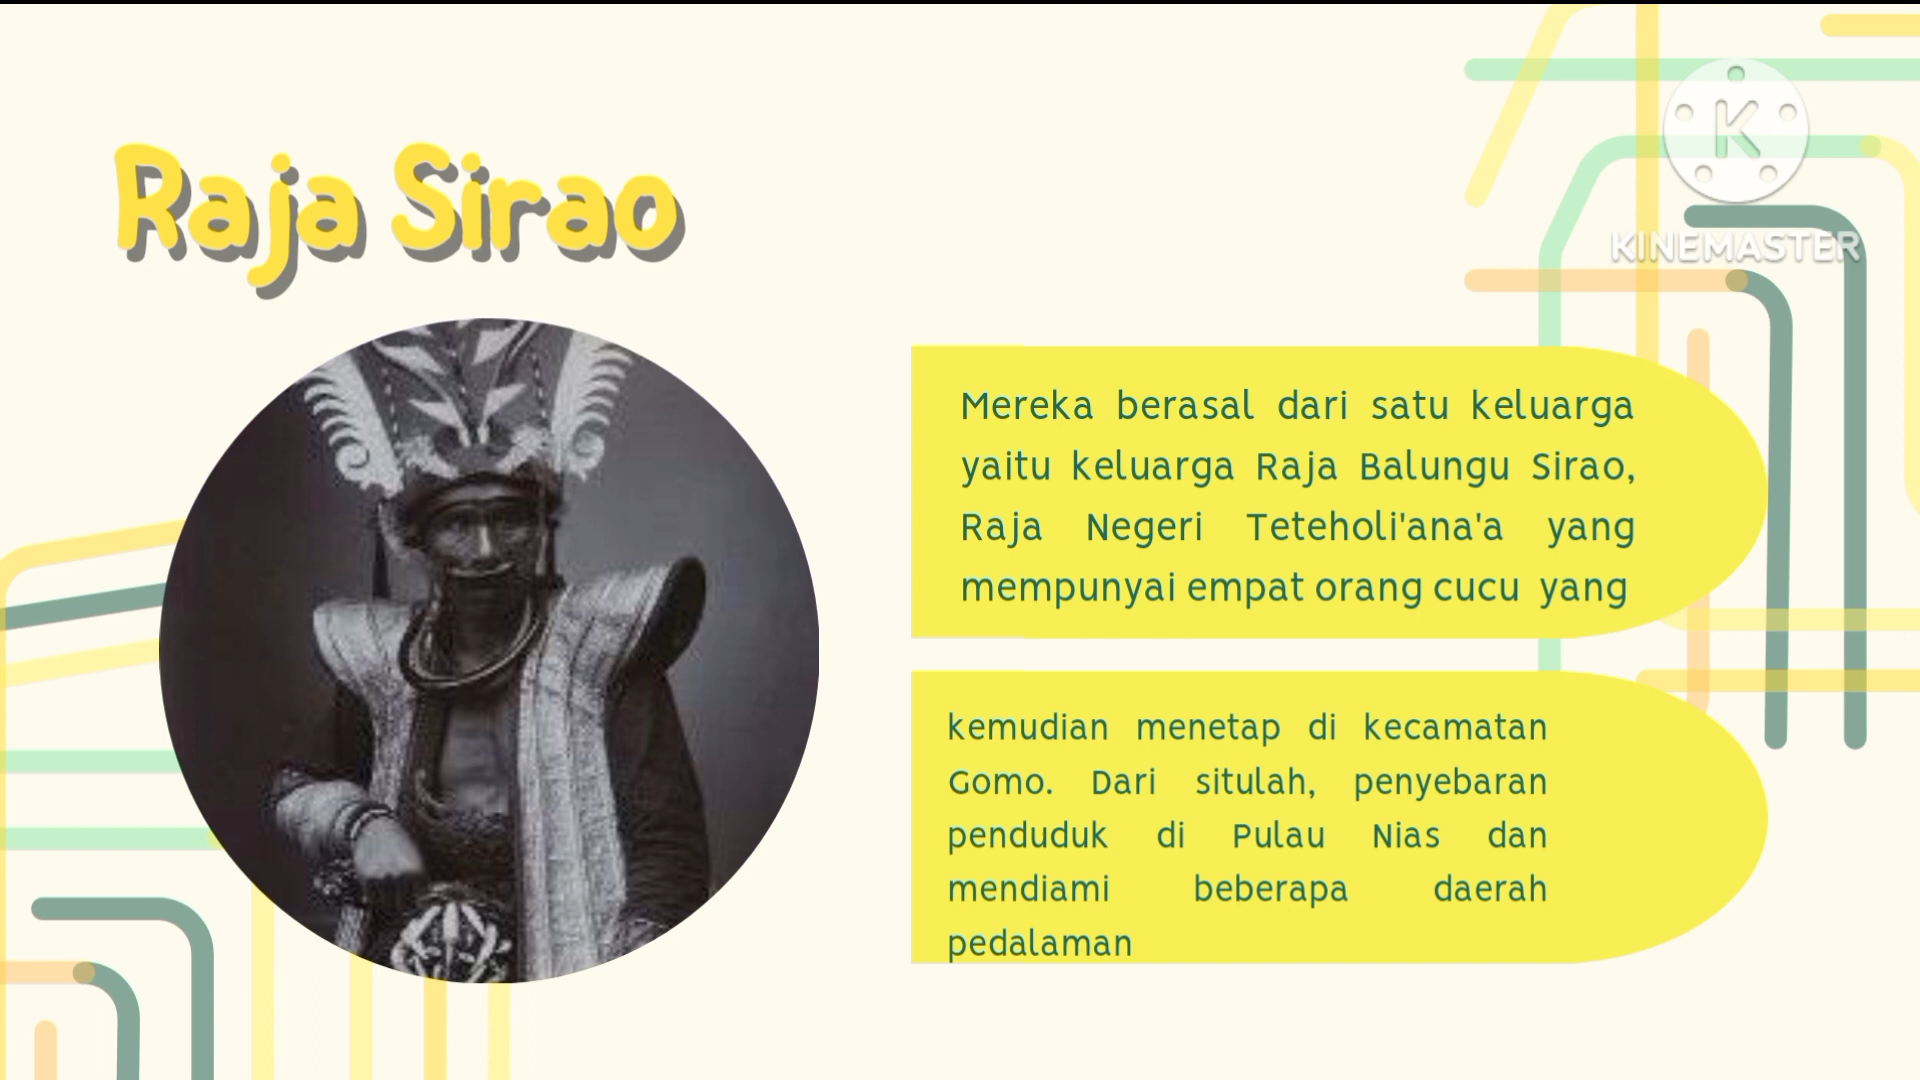 Raja Sirao
KINEMASTER
Mereka berasal dari satu keluarga
yaitu keluarga Raja Balungu Sirao,
Raja Negeri Teteholi'ana'a yang
mempunyai empat orang cucu yang
kemudian menetap di kecamatan
Gomo. Dari situlah, penyebaran
penduduk di Pulau Nias dan
mendiami beberapa daerah
pedalaman